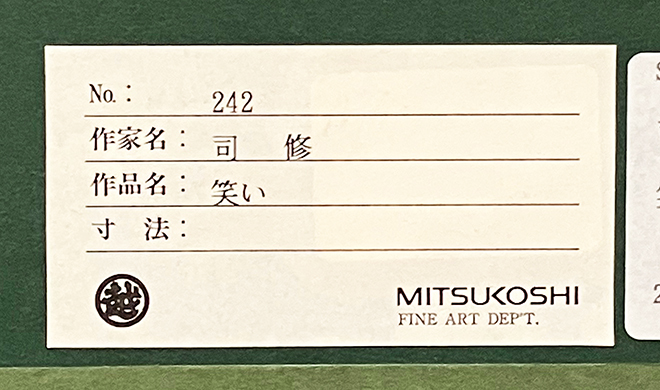 No.： 242
作家名： 司　修
作品名： 笑い
寸　法：
越
MITSUKOSHI
FINE ART DEP'T.
S
2